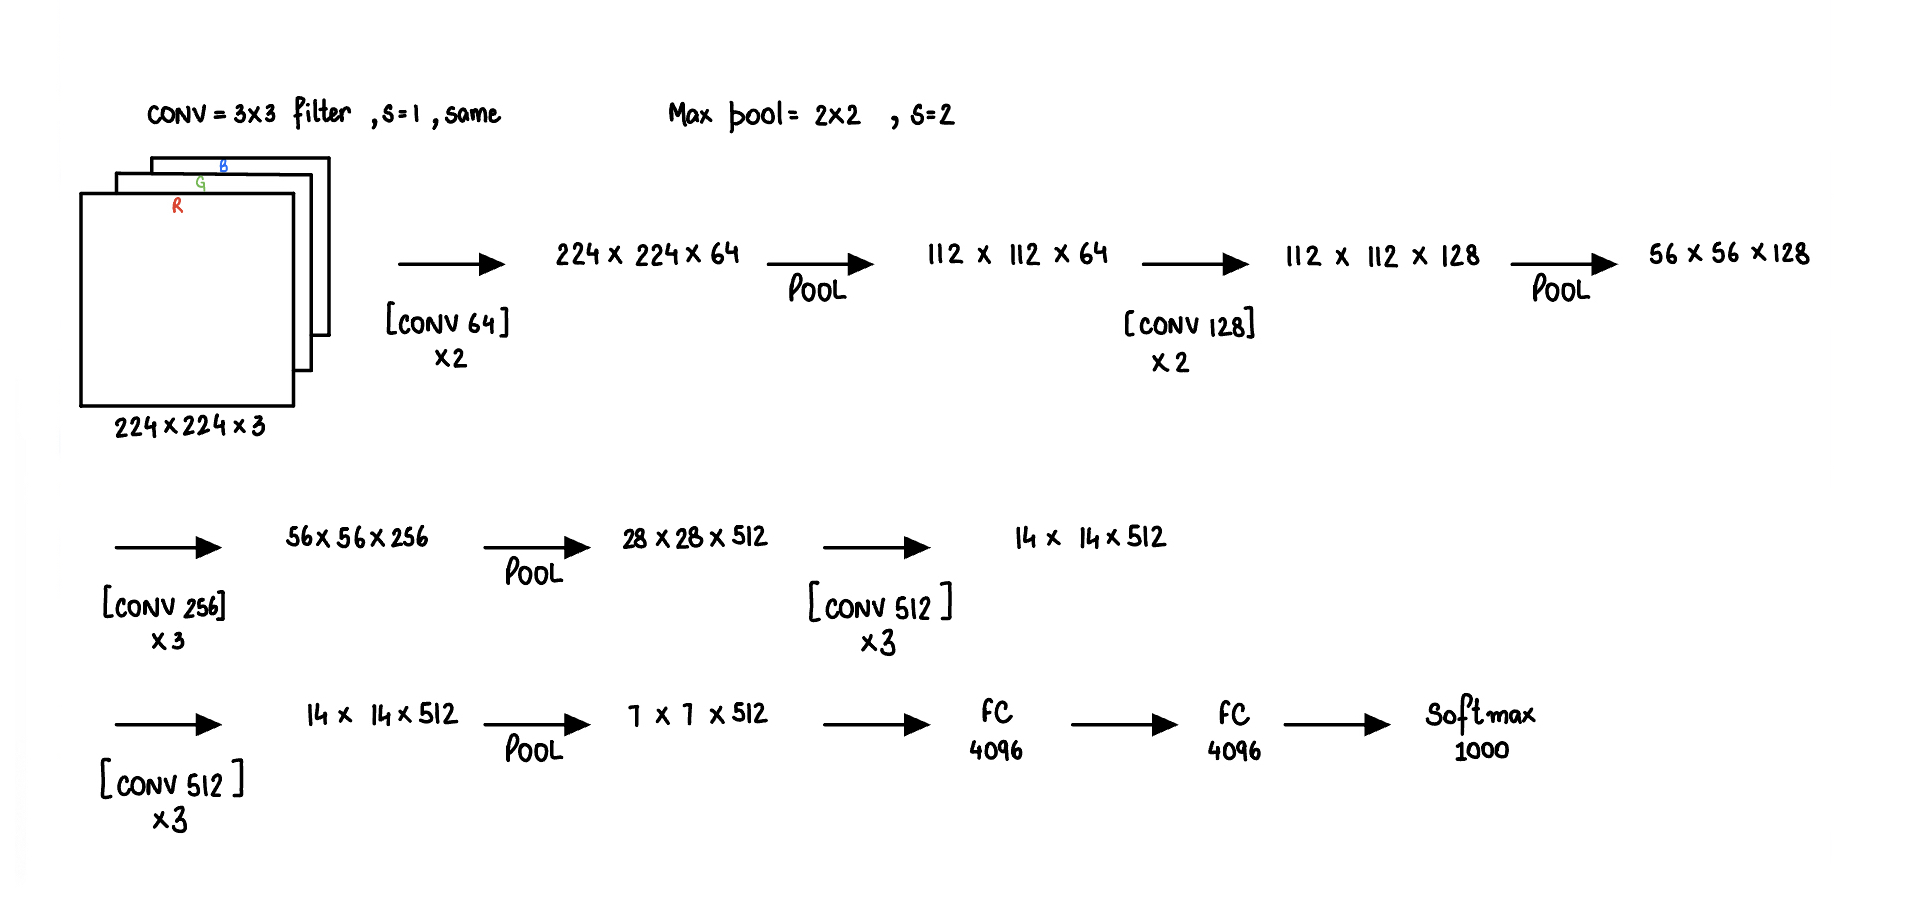 CONV = 3x3 filter , s=1 , same
Max pool = 2x2 , s=2
B
G
R
224 x 224 x 3
[CONV 64]
x2
224 x 224 x 64
POOL
112 x 112 x 64
[CONV 128]
x 2
112 x 112 x 128
POOL
56 x 56 x 128
[CONV 256]
x 3
56 x 56 x 256
POOL
28 x 28 x 512
[CONV 512]
x3
14 x 14 x 512
[CONV 512]
x3
14 x 14 x 512
POOL
7 x 7 x 512
FC
4096
FC
4096
Softmax
1000